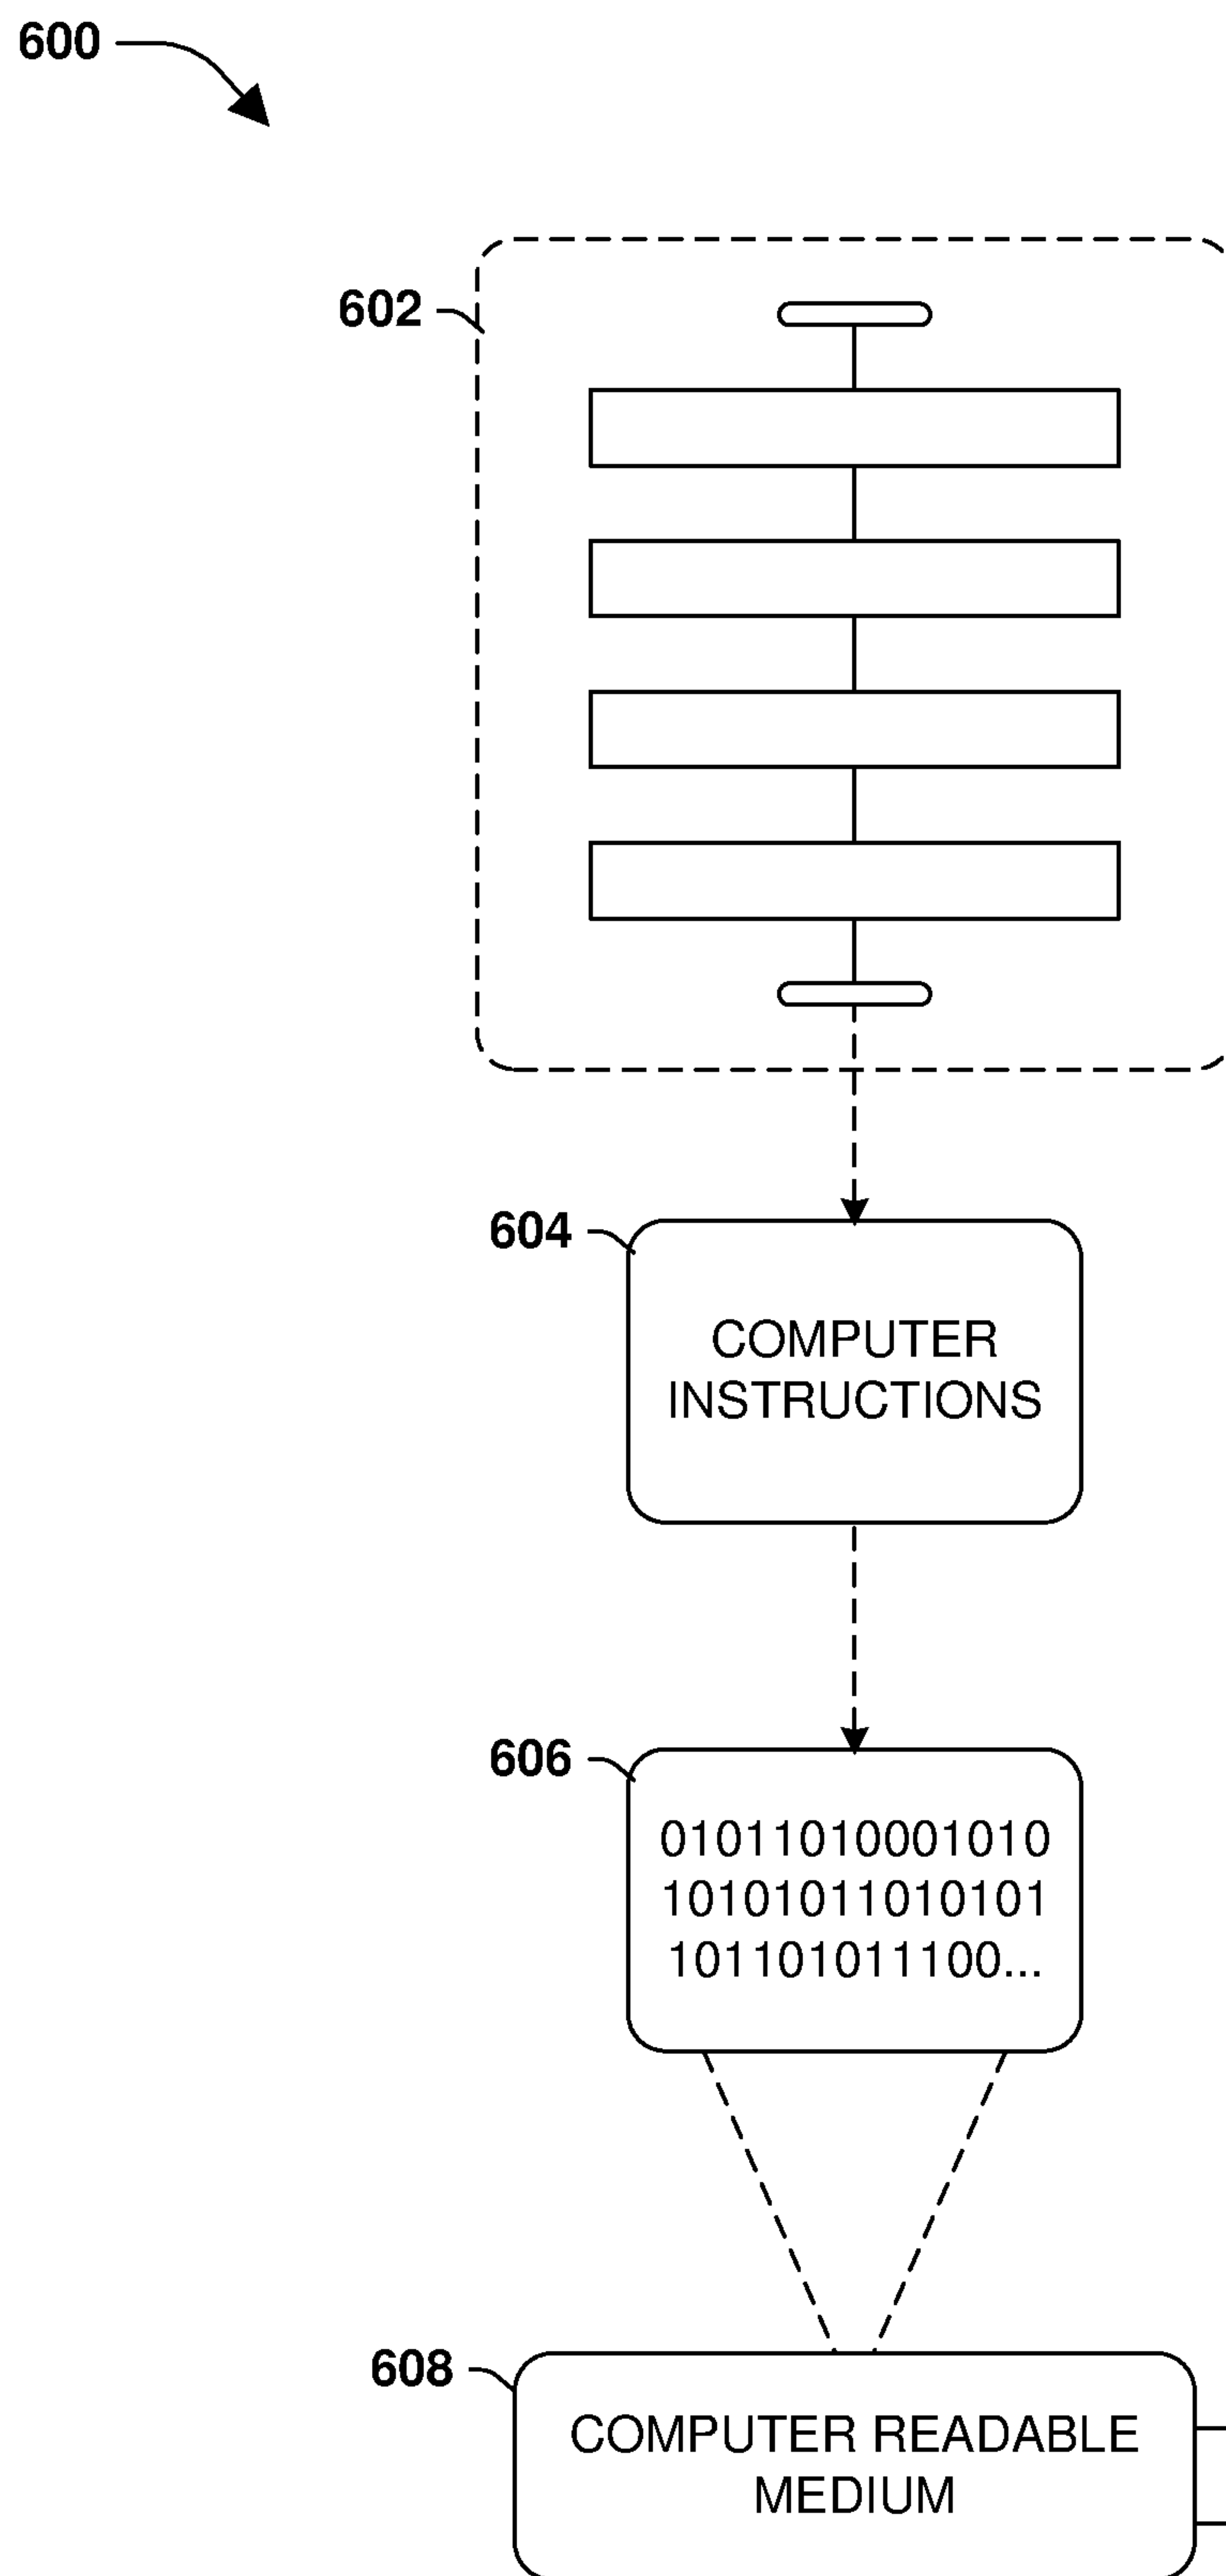 600
602
604
COMPUTER
INSTRUCTIONS
606
01011010001010
10101011010101
101101011100...
608
COMPUTER READABLE
MEDIUM